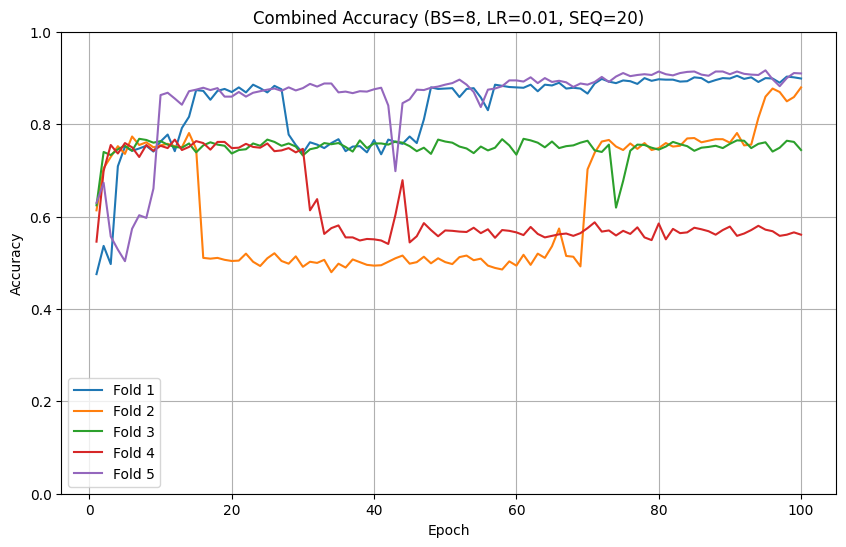 Combined Accuracy (BS=8, LR=0.01, SEQ=20)
1.0
0.8
0.6
0.4
0.2
0.0
Accuracy
Fold 1
Fold 2
Fold 3
Fold 4
Fold 5
0 20 40 60 80 100
Epoch